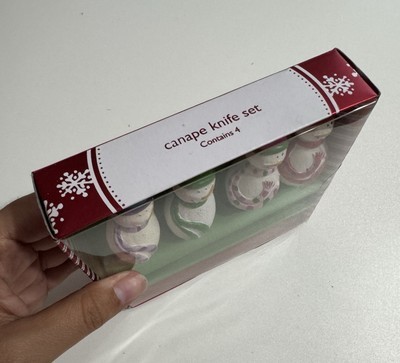 canape knife set
Contains 4